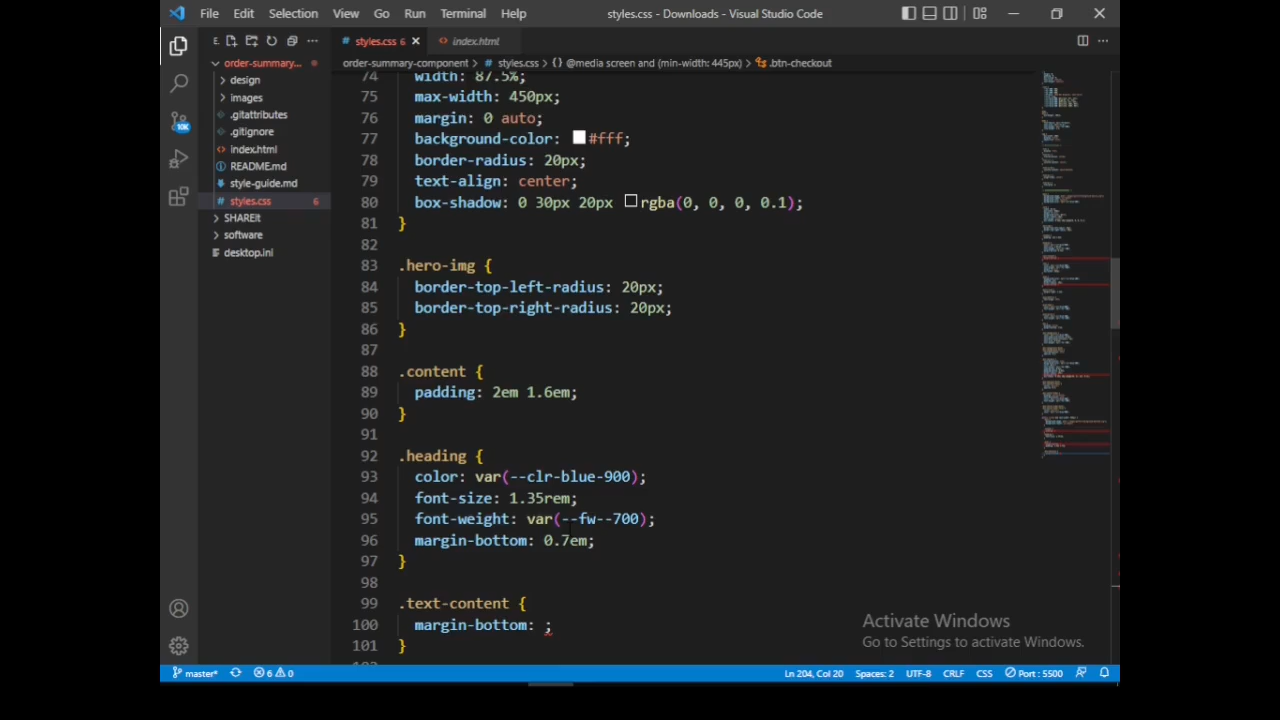 File Edit Selection View Go Run Terminal Help styles.css - Downloads - Visual Studio Code
styles.css 6 index.html
order-summary-component > styles.css > {} @media screen and (min-width: 445px) > .btn-checkout
order-summary...
design
images
.gitattributes
.gitignore
index.html
README.md
style-guide.md
styles.css 6
SHAREit
software
desktop.ini
10K
74 width: 87.5%;
75 max-width: 450px;
76 margin: 0 auto;
77 background-color: #fff;
78 border-radius: 20px;
79 text-align: center;
80 box-shadow: 0 30px 20px rgba(0, 0, 0, 0.1);
81 }
82
83 .hero-img {
84 border-top-left-radius: 20px;
85 border-top-right-radius: 20px;
86 }
87
88 .content {
89 padding: 2em 1.6em;
90 }
91
92 .heading {
93 color: var(--clr-blue-900);
94 font-size: 1.35rem;
95 font-weight: var(--fw--700);
96 margin-bottom: 0.7em;
97 }
98
99 .text-content {
100 margin-bottom: ;
101 }
Activate Windows
Go to Settings to activate Windows.
master* 6 0 Ln 204, Col 20 Spaces: 2 UTF-8 CRLF CSS Port : 5500